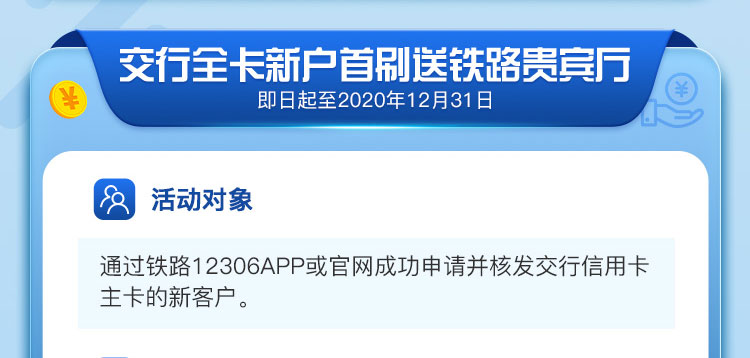 交行全卡新户首刷送铁路贵宾厅
即日起至2020年12月31日
活动对象
通过铁路12306APP或官网成功申请并核发交行信用卡
主卡的新客户。